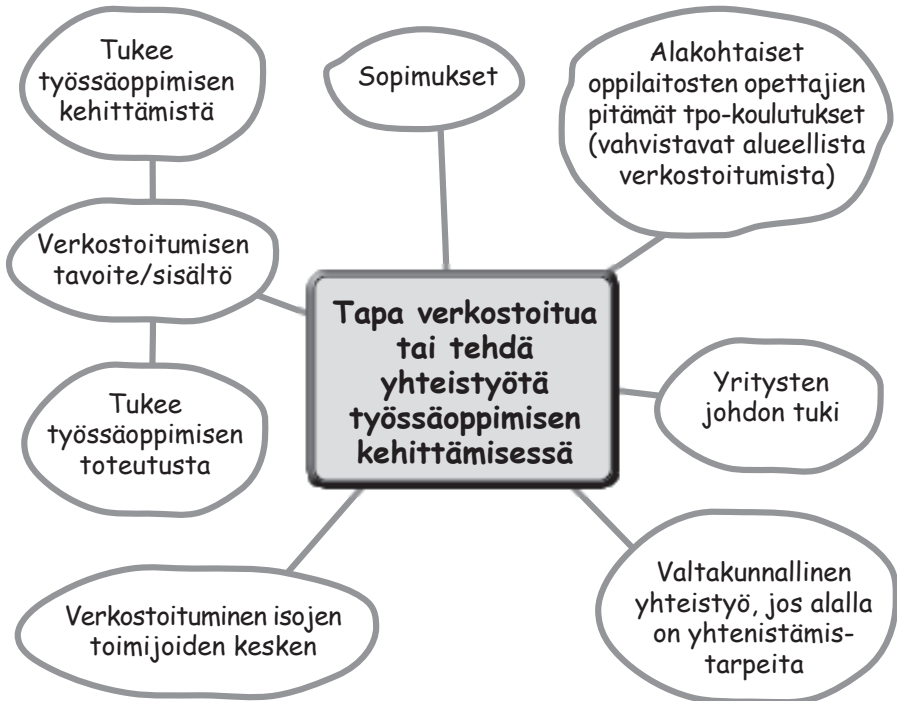 Tukee
työssäoppimisen
kehittämistä
Sopimukset
Alakohtaiset
oppilaitosten opettajien
pitämät tpo-koulutukset
(vahvistavat alueellista
verkostoitumista)
Verkostoitumisen
tavoite/sisältö
Tapa verkostoitua
tai tehdä
yhteistyötä
työssäoppimisen
kehittämisessä
Yritysten
johdon tuki
Tukee
työssäoppimisen
toteutusta
Verkostoituminen isojen
toimijoiden kesken
Valtakunnallinen
yhteistyö, jos alalla
on yhtenistämis-
tarpeita